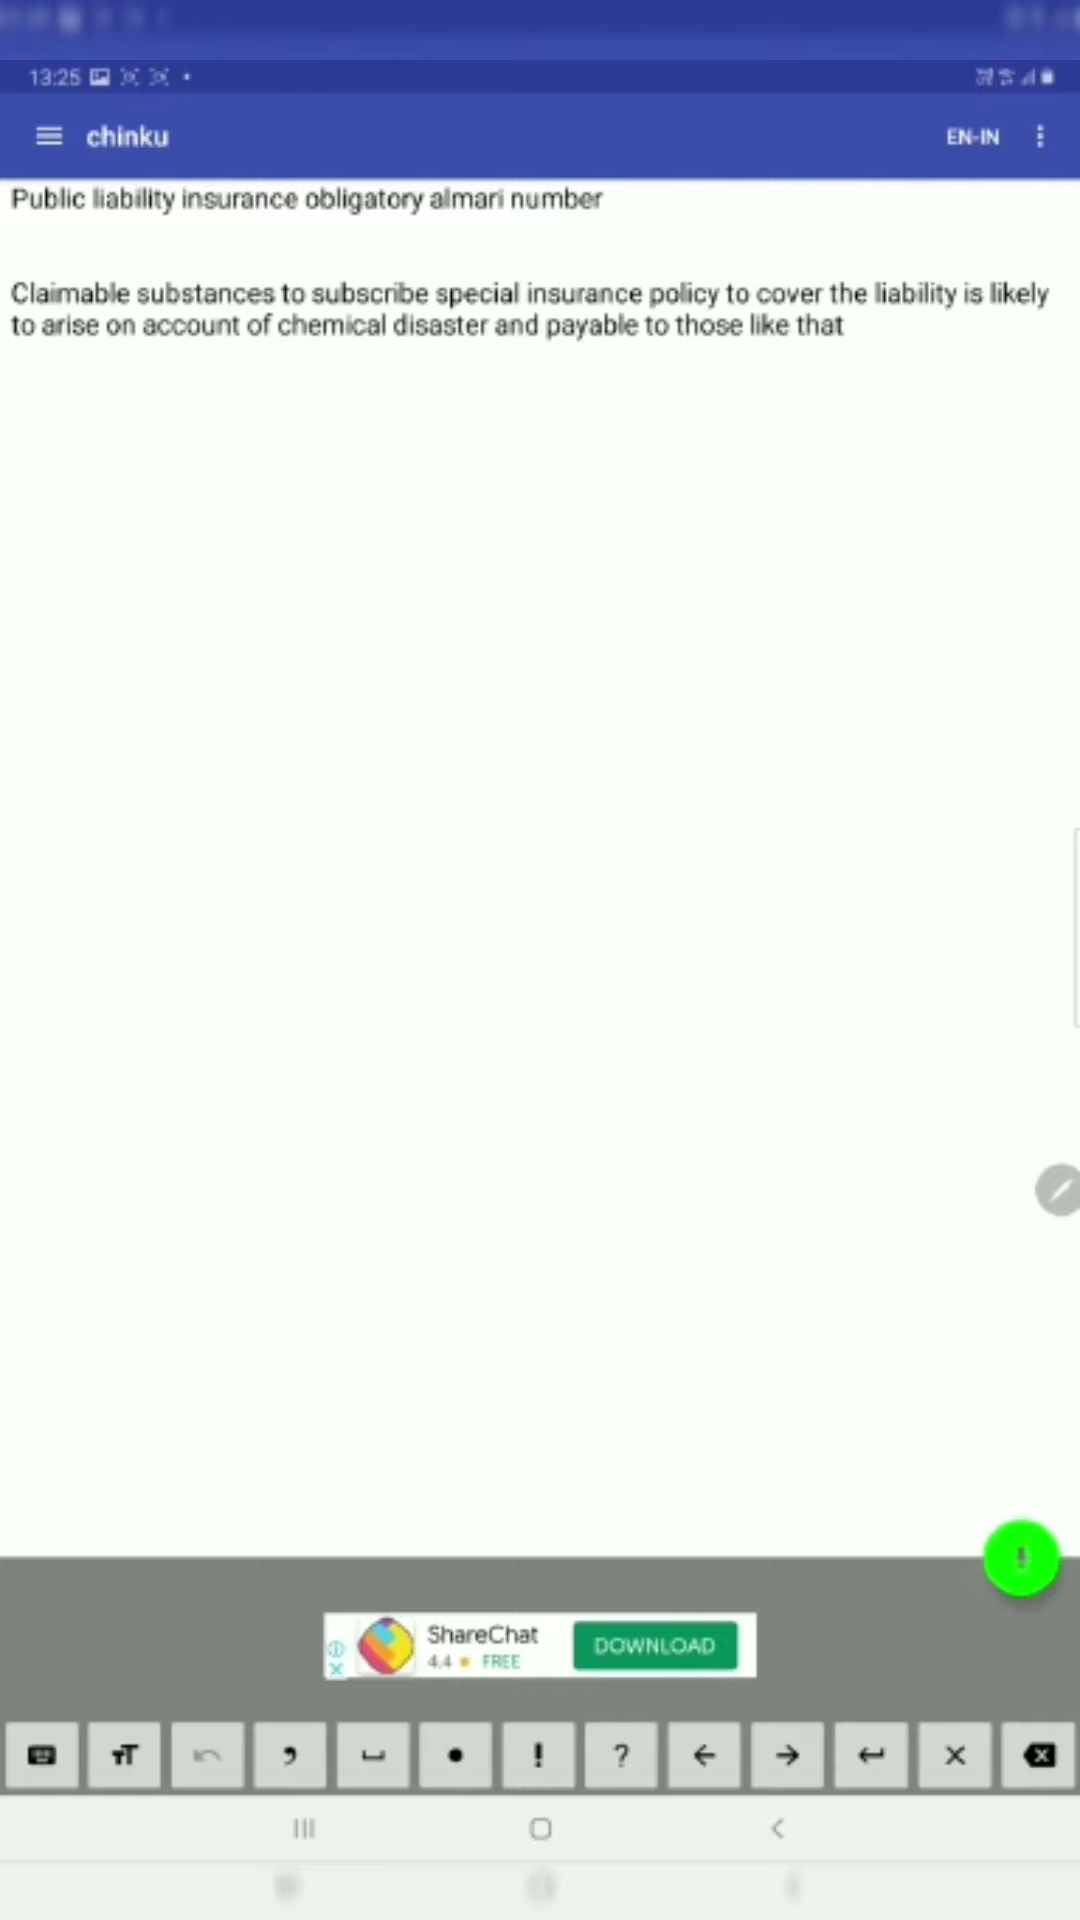 13:25
chinku
EN-IN
Public liability insurance obligatory almari number
Claimable substances to subscribe special insurance policy to cover the liability is likely
to arise on account of chemical disaster and payable to those like that
ShareChat
4.4 ★ FREE
DOWNLOAD
, . ! ?